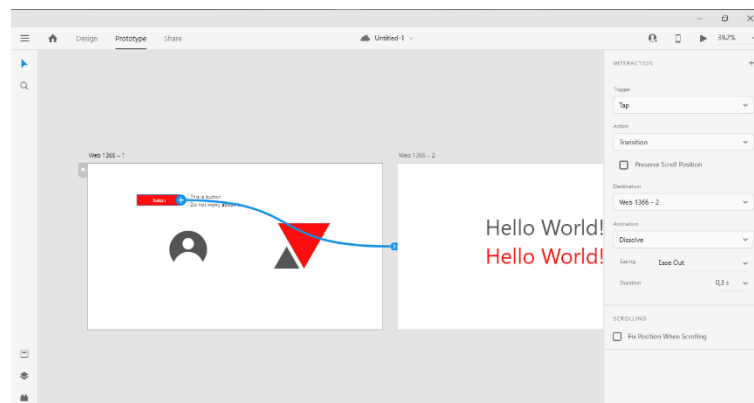 Design Prototype Share Untitled-1 39.2%
INTERACTION
Trigger
Tap
Action
Transition
Preserve Scroll Position
Destination
Web 1366 – 2
Animation
Dissolve
Easing Ease Out
Duration 0,3 s
SCROLLING
Fix Position When Scrolling
Web 1366 – 1
Button
This is button
Do not worry about
Web 1366 – 2
Hello World!
Hello World!